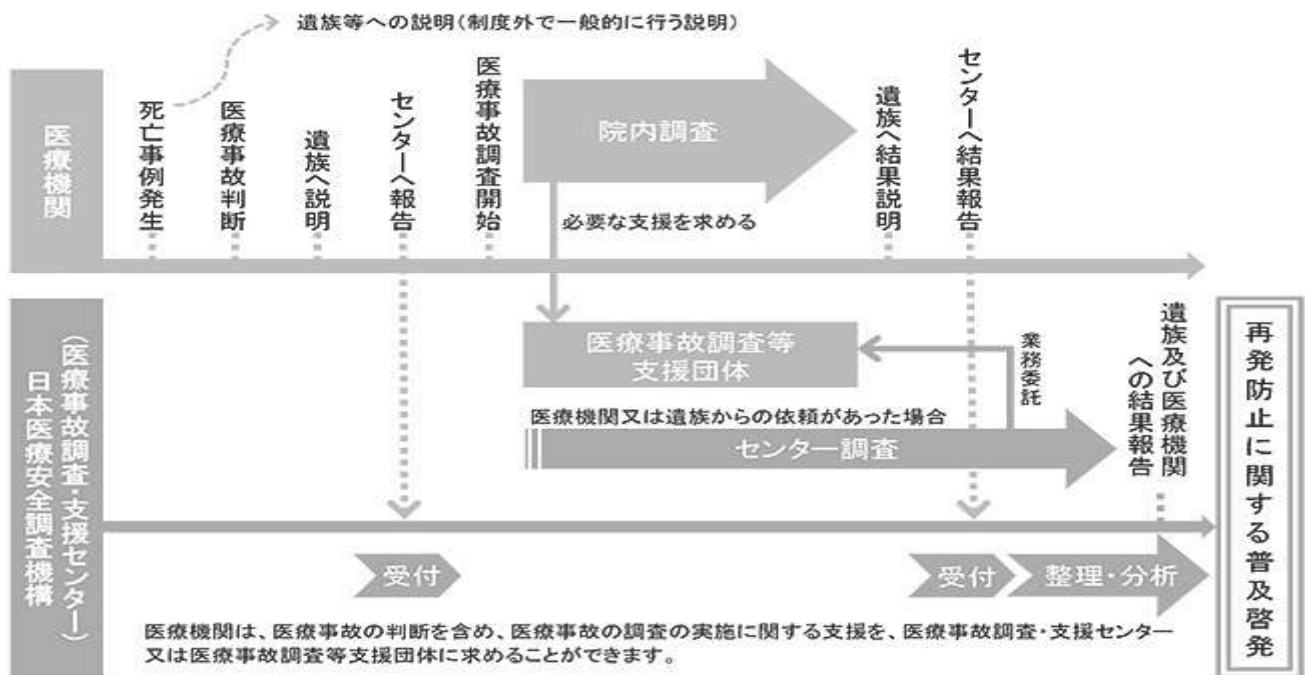 遺族等への説明(制度外で一般的に行う説明)
医療機関
死亡事例発生
医療事故判断
遺族へ説明
センターへ報告
医療事故調査開始
院内調査
必要な支援を求める
遺族へ結果説明
センターへ結果報告
(医療事故調査・支援センター)
日本医療安全調査機構
医療事故調査等
支援団体
業務委託
医療機関又は遺族からの依頼があった場合
センター調査
遺族及び医療機関
への結果報告
受付
受付
整理・分析
再発防止に関する普及啓発
医療機関は、医療事故の判断を含め、医療事故の調査の実施に関する支援を、医療事故調査・支援センター
又は医療事故調査等支援団体に求めることができます。